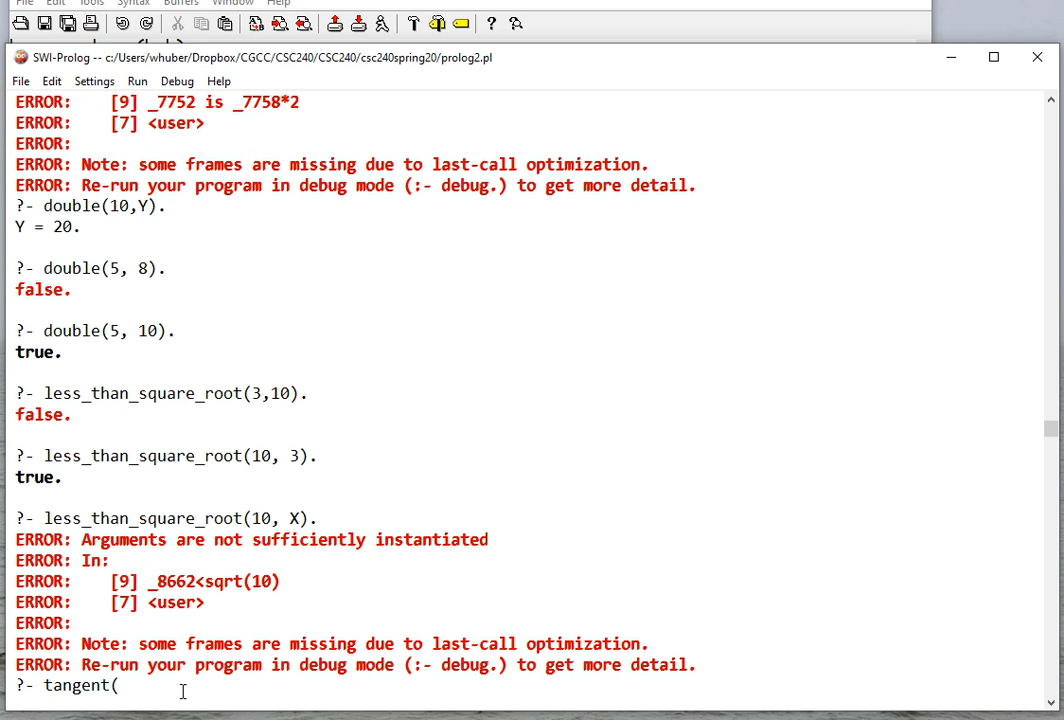 File Edit Tools Syntax Buffers Window Help
SWI-Prolog -- c:/Users/whuber/Dropbox/CGCC/CSC240/CSC240/csc240spring20/prolog2.pl
File Edit Settings Run Debug Help
ERROR: [9] _7752 is _7758*2
ERROR: [7] <user>
ERROR:
ERROR: Note: some frames are missing due to last-call optimization.
ERROR: Re-run your program in debug mode (:- debug.) to get more detail.
?- double(10,Y).
Y = 20.
?- double(5, 8).
false.
?- double(5, 10).
true.
?- less_than_square_root(3,10).
false.
?- less_than_square_root(10, 3).
true.
?- less_than_square_root(10, X).
ERROR: Arguments are not sufficiently instantiated
ERROR: In:
ERROR: [9] _8662<sqrt(10)
ERROR: [7] <user>
ERROR:
ERROR: Note: some frames are missing due to last-call optimization.
ERROR: Re-run your program in debug mode (:- debug.) to get more detail.
?- tangent(